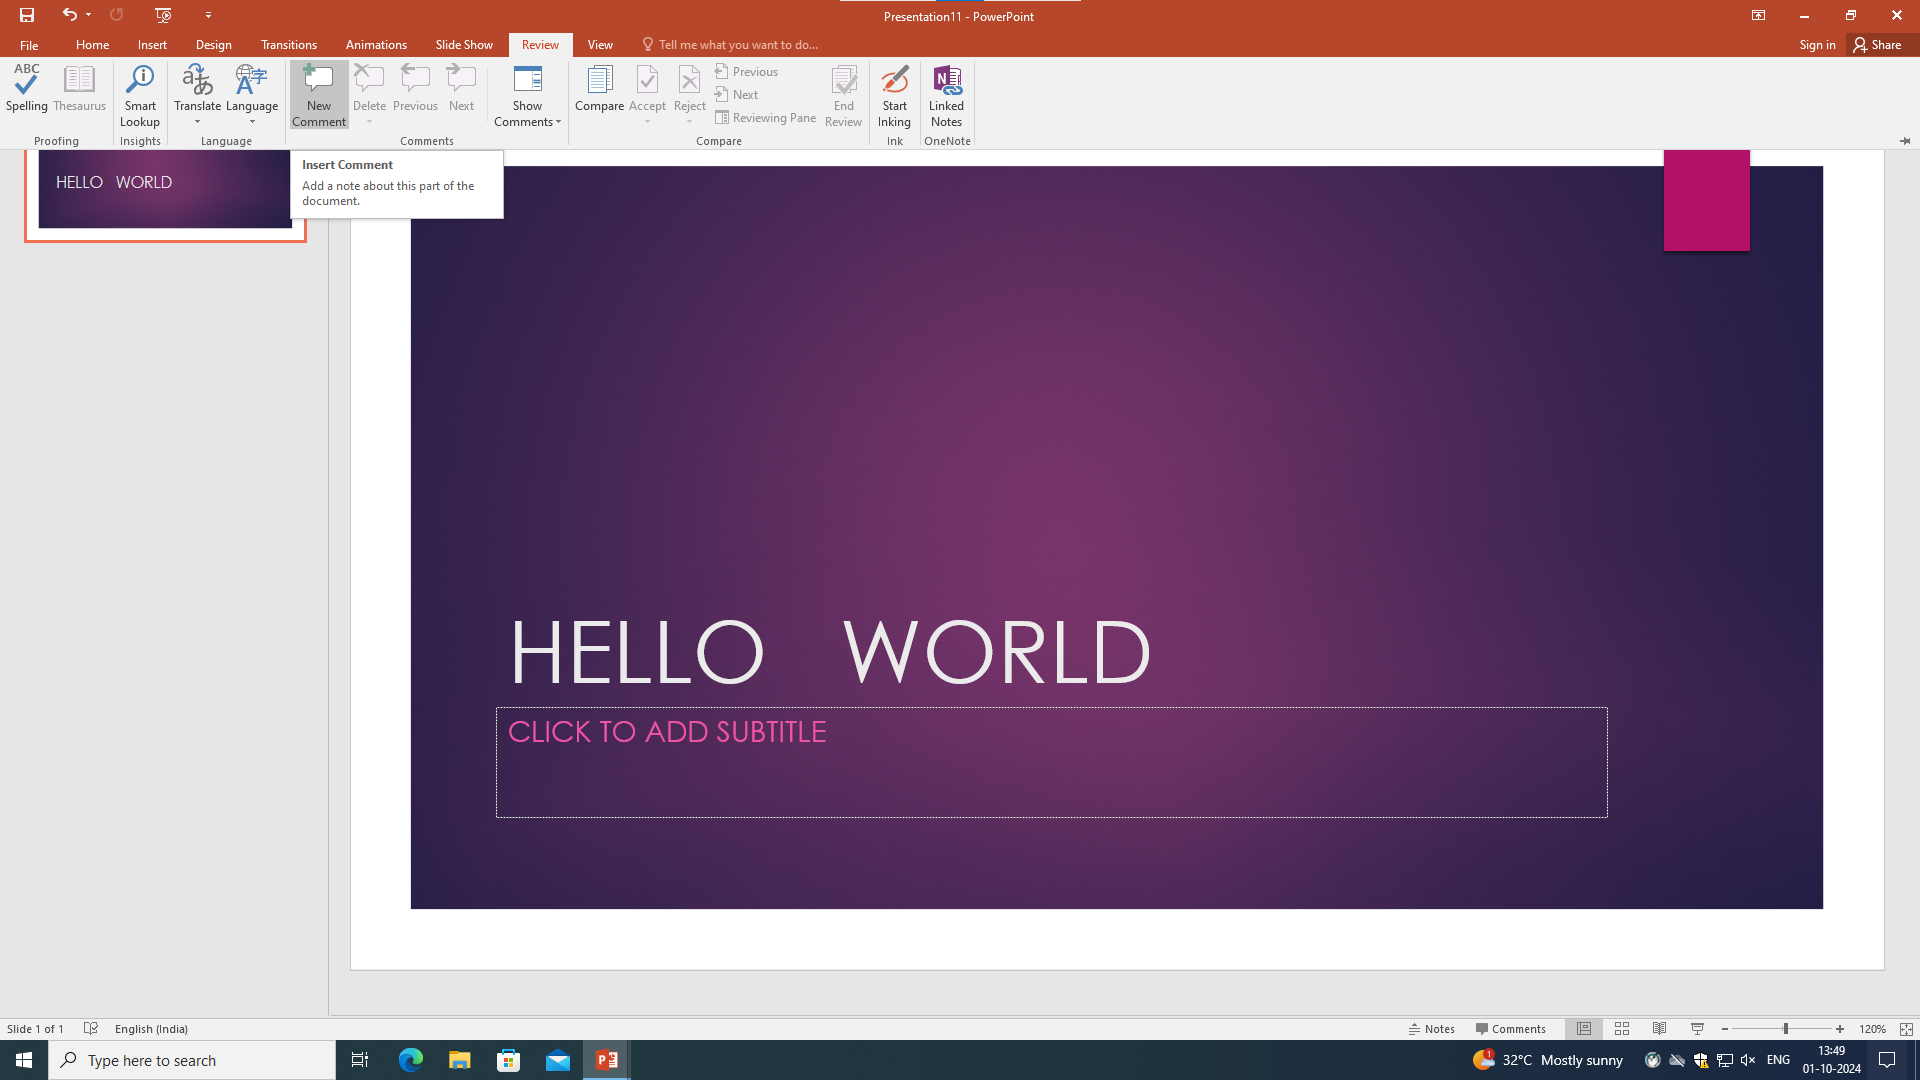 Presentation11 - PowerPoint
File Home Insert Design Transitions Animations Slide Show Review View Tell me what you want to do... Sign in Share
ABC
Spelling Thesaurus
Proofing
Smart
Lookup
Insights
Translate Language
Language
New
Comment
Delete Previous Next
Show
Comments
Comments
Compare Accept Reject
Previous
Next
Reviewing Pane
End
Review
Compare
Start
Inking
Ink
Linked
Notes
OneNote
Insert Comment
Add a note about this part of the
document.
HELLO WORLD
HELLO WORLD
CLICK TO ADD SUBTITLE
Slide 1 of 1 English (India) Notes Comments 120%
Type here to search
1
32°C Mostly sunny
ENG
13:49
01-10-2024